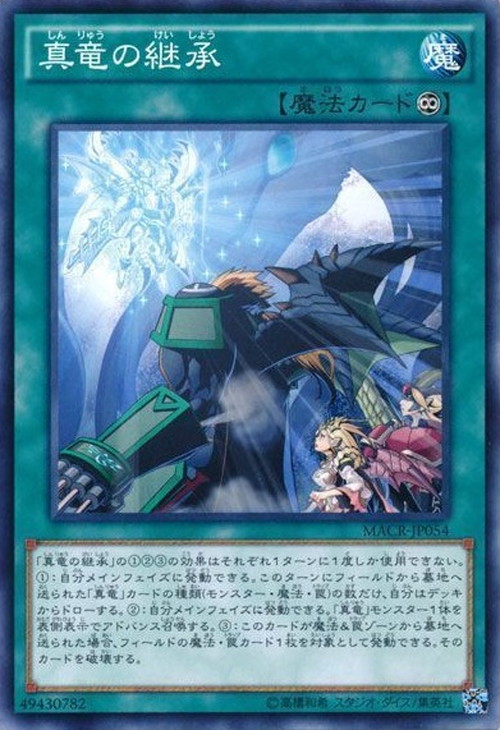 真竜の継承
【魔法カード】
魔
MACR-JP054
「真竜の継承」の①②③の効果はそれぞれ1ターンに1度しか使用できない。
①：自分メインフェイズに発動できる。このターンにフィールドから墓地へ
送られた「真竜」カードの種類(モンスター・魔法・罠)の数だけ、自分はデッキ
からドローする。②：自分メインフェイズに発動できる。「真竜」モンスター1体を
表側表示でアドバンス召喚する。③：このカードが魔法&罠ゾーンから墓地へ
送られた場合、フィールドの魔法・罠カード1枚を対象として発動できる。その
カードを破壊する。
49430782
©高橋和希 スタジオ・ダイス/集英社